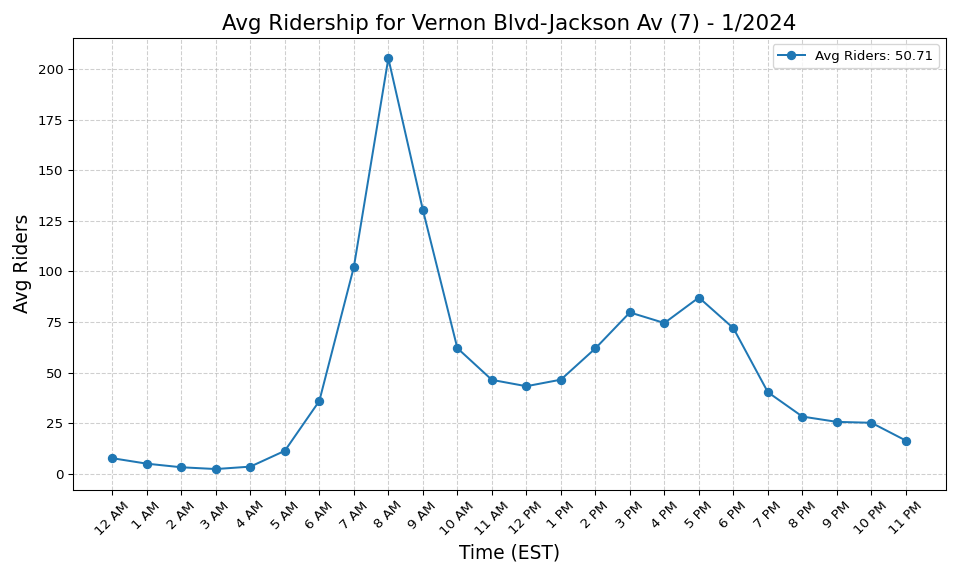 Avg Ridership for Vernon Blvd-Jackson Av (7) - 1/2024
Avg Riders: 50.71
Avg Riders
200
175
150
125
100
75
50
25
0
12 AM
1 AM
2 AM
3 AM
4 AM
5 AM
6 AM
7 AM
8 AM
9 AM
10 AM
11 AM
12 PM
1 PM
2 PM
3 PM
4 PM
5 PM
6 PM
7 PM
8 PM
9 PM
10 PM
11 PM
Time (EST)